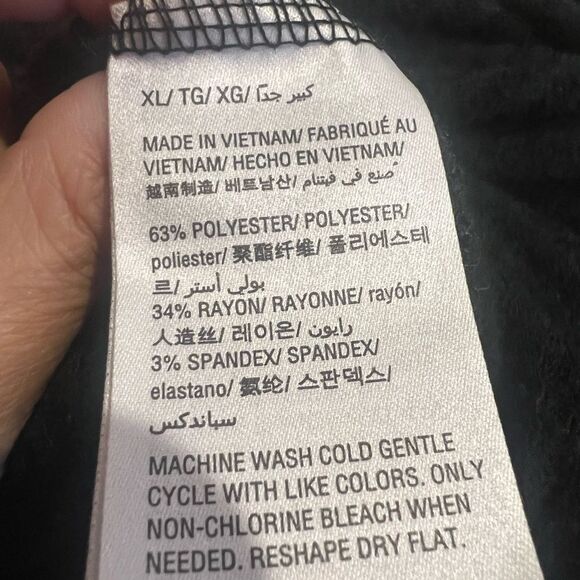 XL/ TG/ XG/ كبير جدًا
MADE IN VIETNAM/ FABRIQUÉ AU
VIETNAM/ HECHO EN VIETNAM/
越南制造/ 베트남산/ صنع في فيتنام
63% POLYESTER/ POLYESTER/
poliester/ 聚酯纤维/ 폴리에스테
르/ بولي أستر/
34% RAYON/ RAYONNE/ rayón/
人造丝/ 레이온/ رايون/
3% SPANDEX/ SPANDEX/
elastano/ 氨纶/ 스판덱스/
سباندكس
MACHINE WASH COLD GENTLE
CYCLE WITH LIKE COLORS. ONLY
NON-CHLORINE BLEACH WHEN
NEEDED. RESHAPE DRY FLAT.